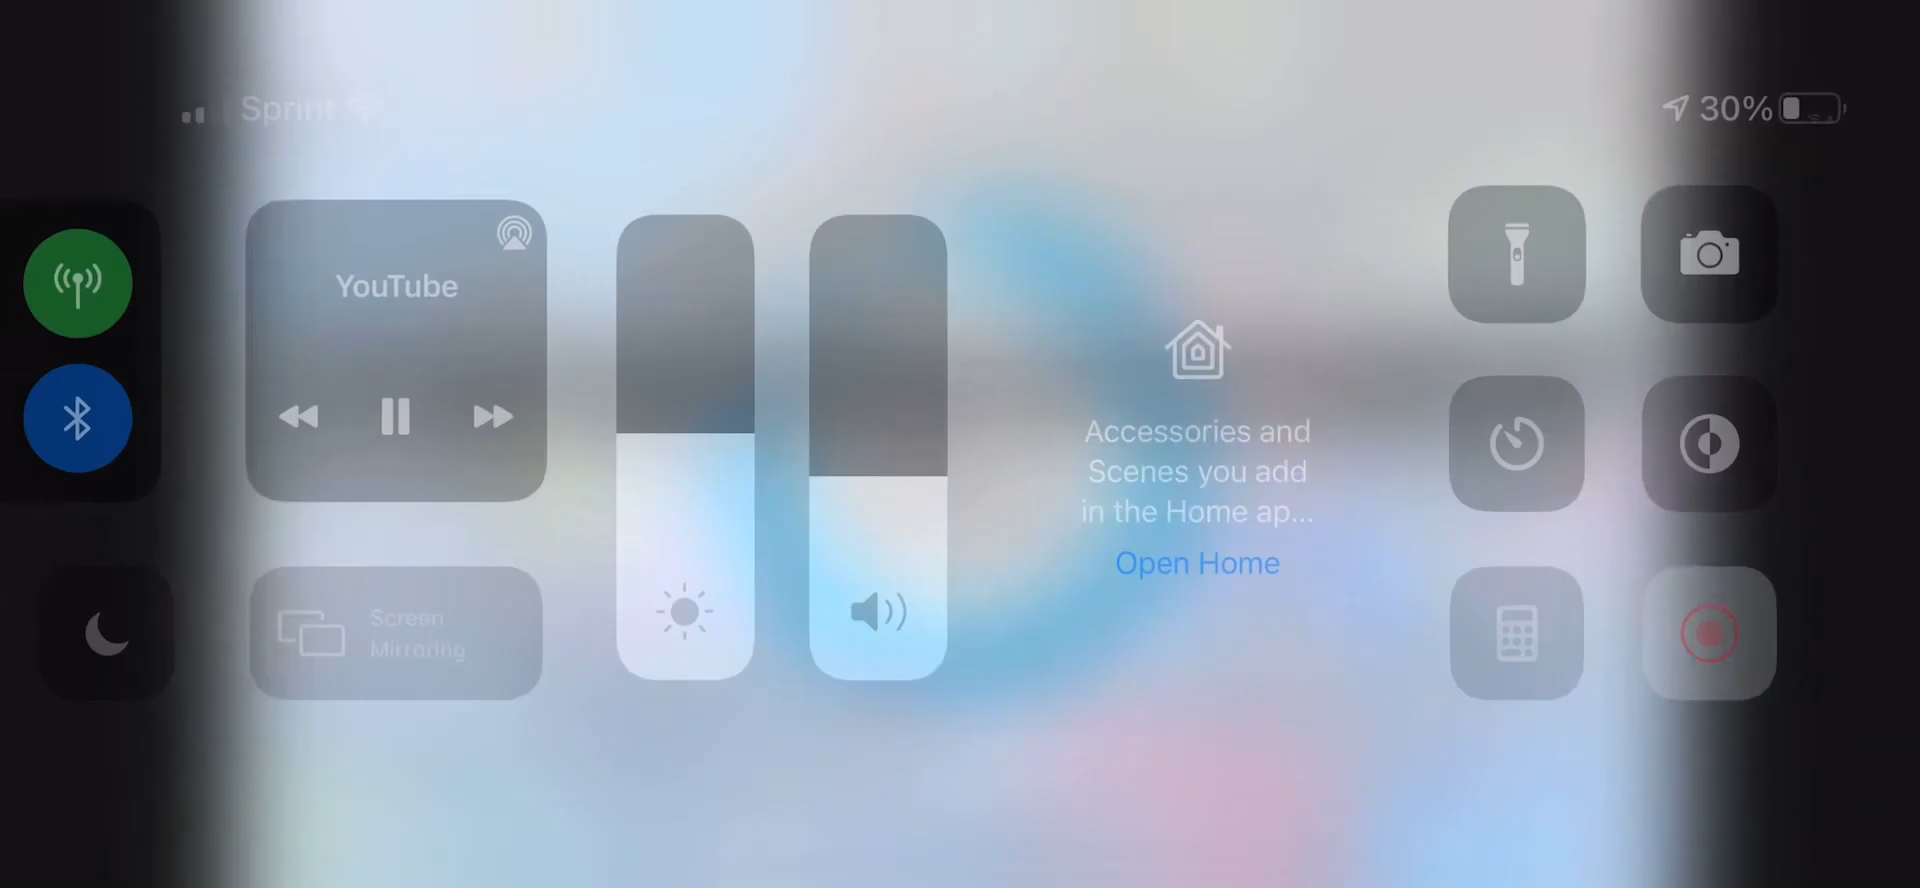 Sprint
30%
YouTube
Accessories and
Scenes you add
in the Home ap...
Open Home
Screen
Mirroring